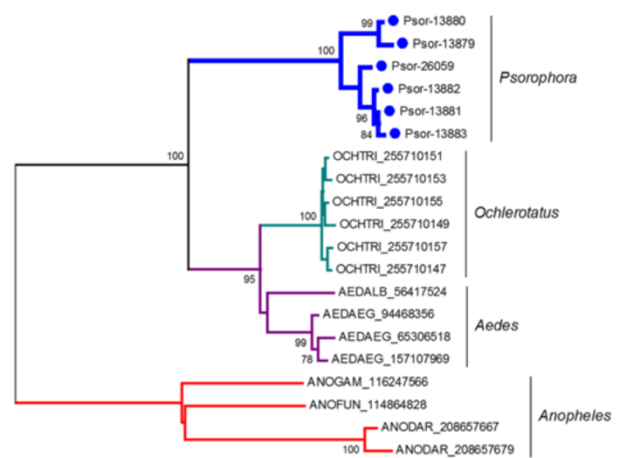 99
Psor-13880
Psor-13879
100
Psor-26059
Psorophora
Psor-13882
96
Psor-13881
84
Psor-13883
100
OCHTRI_255710151
OCHTRI_255710153
OCHTRI_255710155
100
Ochlerotatus
OCHTRI_255710149
OCHTRI_255710157
OCHTRI_255710147
95
AEDALB_56417524
AEDAEG_94468356
Aedes
99
AEDAEG_65306518
78
AEDAEG_157107969
ANOGAM_116247566
ANOFUN_114864828
Anopheles
ANODAR_208657667
100
ANODAR_208657679